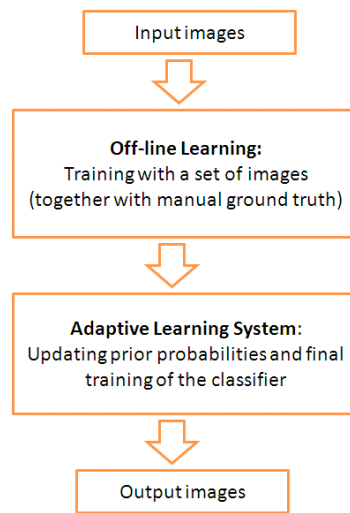 Input images
Off-line Learning:
Training with a set of images
(together with manual ground truth)
Adaptive Learning System:
Updating prior probabilities and final
training of the classifier
Output images